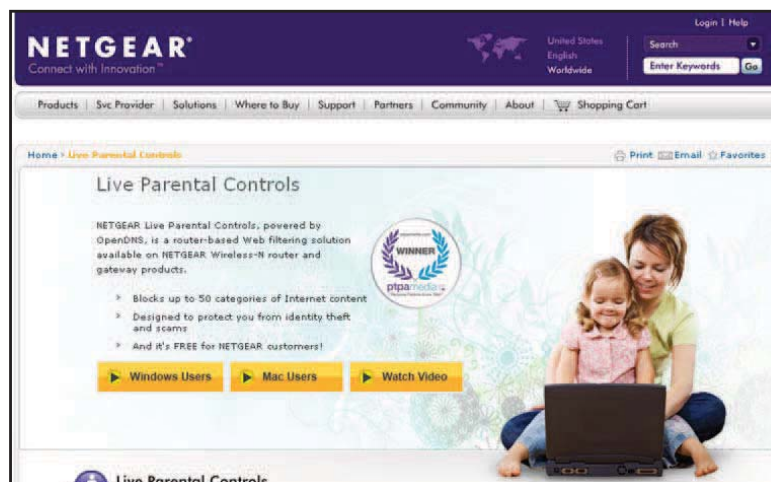 Login | Help
NETGEAR®
Connect with Innovation™
United States
English
Worldwide
Search
Enter Keywords Go
Products | Svc Provider | Solutions | Where to Buy | Support | Partners | Community | About | Shopping Cart
Home > Live Parental Controls
Print Email Favorites
Live Parental Controls
NETGEAR Live Parental Controls, powered by
OpenDNS, is a router-based Web filtering solution
available on NETGEAR Wireless-N router and
gateway products.
WINNER
ptpamedia
> Blocks up to 50 categories of Internet content
> Designed to protect you from identity theft
and scams
> And it's FREE for NETGEAR customers!
Windows Users
Mac Users
Watch Video
Live Parental Controls